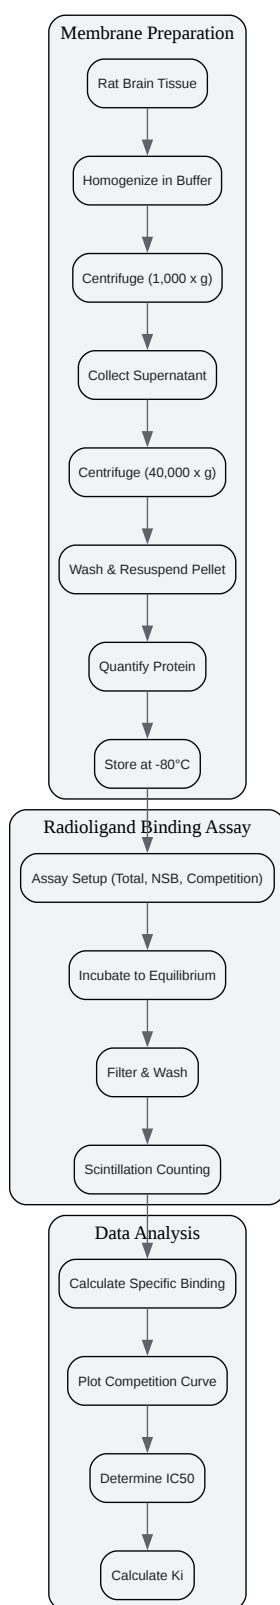 Membrane Preparation
Rat Brain Tissue
Homogenize in Buffer
Centrifuge (1,000 x g)
Collect Supernatant
Centrifuge (40,000 x g)
Wash & Resuspend Pellet
Quantify Protein
Store at -80°C
Radioligand Binding Assay
Assay Setup (Total, NSB, Competition)
Incubate to Equilibrium
Filter & Wash
Scintillation Counting
Data Analysis
Calculate Specific Binding
Plot Competition Curve
Determine IC50
Calculate Ki